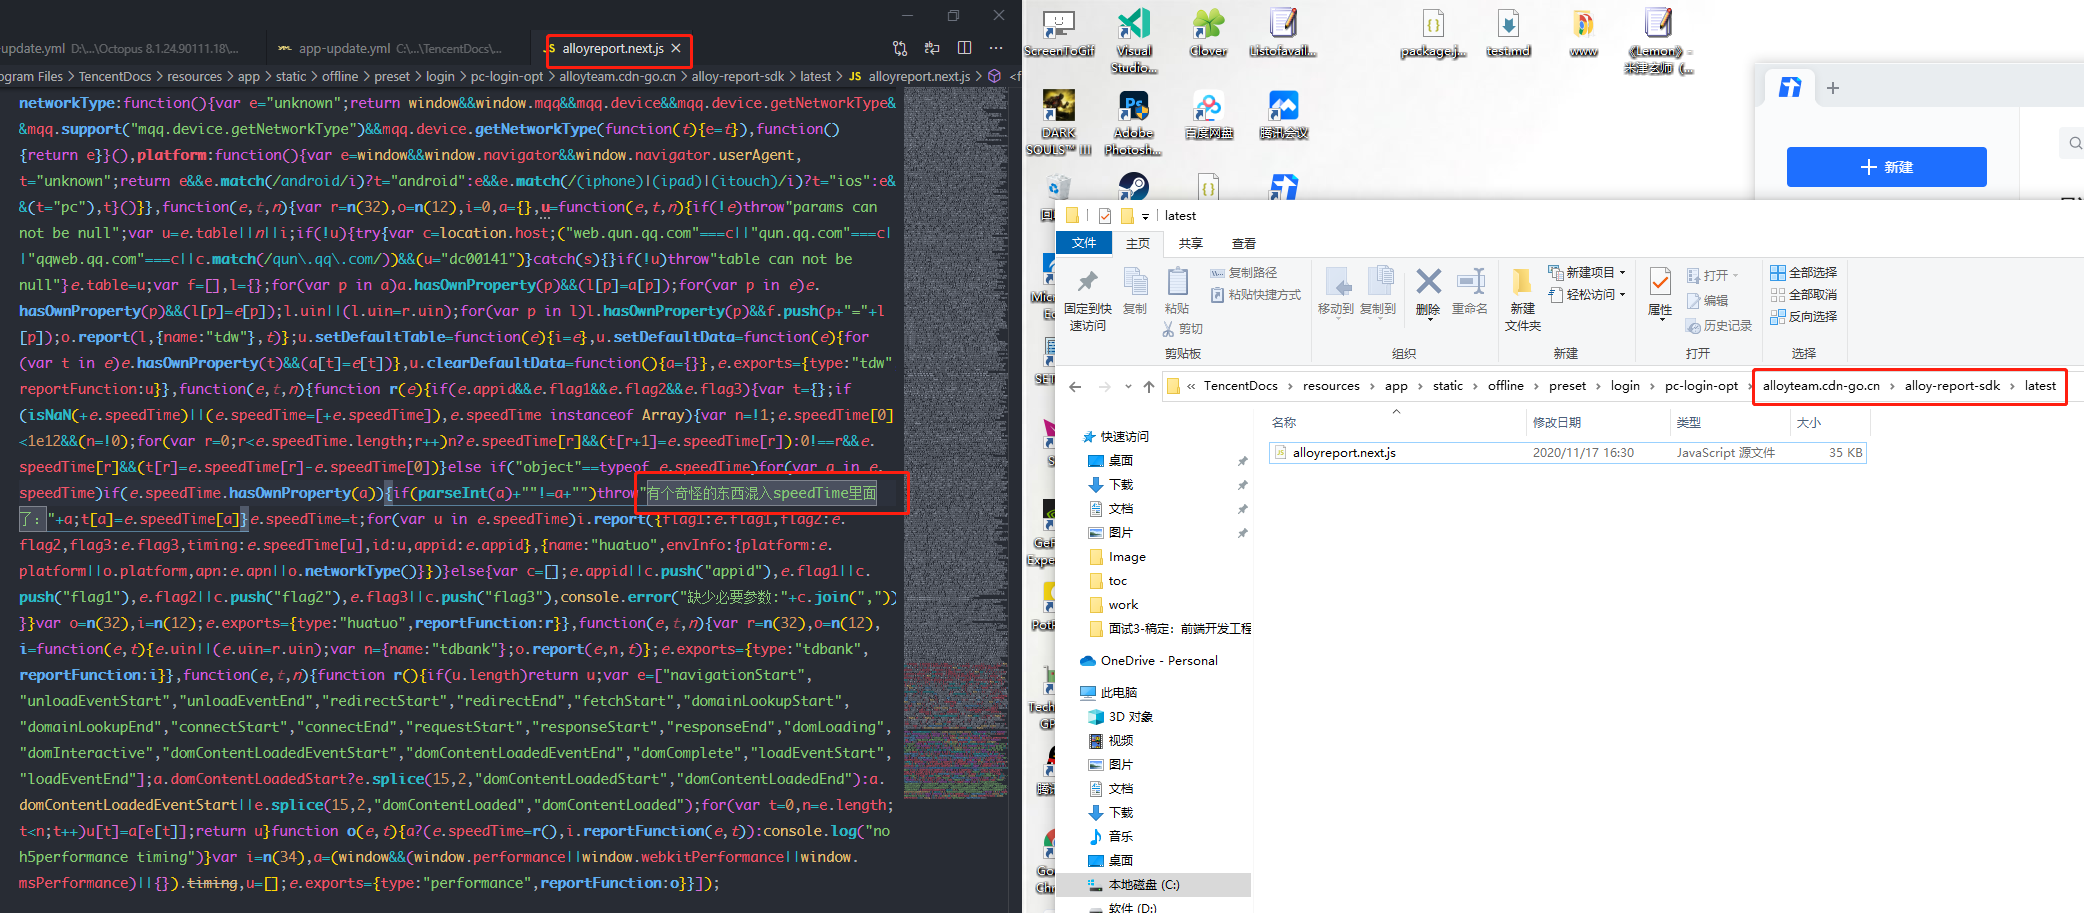 -update.yml D:\...\Octopus 8.1.24.90111.18\...
app-update.yml C:\...\TencentDocs\...
JS alloyreport.next.js
ogram Files > TencentDocs > resources > app > static > offline > preset > login > pc-login-opt > alloyteam.cdn-go.cn > alloy-report-sdk > latest > JS alloyreport.next.js > <f
networkType:function(){var e="unknown";return window&&window.mqq&&mqq.device&&mqq.device.getNetworkType&
&mqq.support("mqq.device.getNetworkType")&&mqq.device.getNetworkType(function(t){e=t}),function()
{return e}}(),platform:function(){var e=window&&window.navigator&&window.navigator.userAgent,
t="unknown";return e&&e.match(/android/i)?t="android":e&&e.match(/(iphone)|(ipad)|(itouch)/i)?t="ios":e&
&(t="pc"),t}()}},function(e,t,n){var r=n(32),o=n(12),i=0,a={},u=function(e,t,n){if(!e)throw"params can
not be null";var u=e.table||n||i;if(!u){try{var c=location.host;("web.qun.qq.com"===c||"qun.qq.com"===c|
|"qqweb.qq.com"===c||c.match(/qun\.qq\.com/))&&(u="dc00141")}catch(s){}if(!u)throw"table can not be
null"}e.table=u;var f=[],l={};for(var p in a)a.hasOwnProperty(p)&&(l[p]=a[p]);for(var p in e)e.
hasOwnProperty(p)&&(l[p]=e[p]);l.uin||(l.uin=r.uin);for(var p in l)l.hasOwnProperty(p)&&f.push(p+"="+l
[p]);o.report(l,{name:"tdw"},t)};u.setDefaultTable=function(e){i=e},u.setDefaultData=function(e){for
(var t in e)e.hasOwnProperty(t)&&(a[t]=e[t])},u.clearDefaultData=function(){a={}},e.exports={type:"tdw"
reportFunction:u}},function(e,t,n){function r(e){if(e.appid&&e.flag1&&e.flag2&&e.flag3){var t={};if
(isNaN(+e.speedTime)||(e.speedTime=[+e.speedTime]),e.speedTime instanceof Array){var n=!1;e.speedTime[0]
<1e12&&(n=!0);for(var r=0;r<e.speedTime.length;r++)n?e.speedTime[r]&&(t[r+1]=e.speedTime[r]):0!==r&&e.
speedTime[r]&&(t[r]=e.speedTime[r]-e.speedTime[0])}else if("object"==typeof e.speedTime)for(var a in e.
speedTime)if(e.speedTime.hasOwnProperty(a)){if(parseInt(a)+""!=a+"")throw"有个奇怪的东西混入speedTime里面
了："+a;t[a]=e.speedTime[a]}e.speedTime=t;for(var u in e.speedTime)i.report({flag1:e.flag1,flag2:e.
flag2,flag3:e.flag3,timing:e.speedTime[u],id:u,appid:e.appid},{name:"huatuo",envInfo:{platform:e.
platform||o.platform,apn:e.apn||o.networkType()}})}else{var c=[];e.appid||c.push("appid"),e.flag1||c.
push("flag1"),e.flag2||c.push("flag2"),e.flag3||c.push("flag3"),console.error("缺少必要参数:"+c.join(","))
}}var o=n(32),i=n(12);e.exports={type:"huatuo",reportFunction:r}},function(e,t,n){var r=n(32),o=n(12),
i=function(e,t){e.uin||(e.uin=r.uin);var n={name:"tdbank"};o.report(e,n,t)};e.exports={type:"tdbank",
reportFunction:i}},function(e,t,n){function r(){if(u.length)return u;var e=["navigationStart",
"unloadEventStart","unloadEventEnd","redirectStart","redirectEnd","fetchStart","domainLookupStart",
"domainLookupEnd","connectStart","connectEnd","requestStart","responseStart","responseEnd","domLoading",
"domInteractive","domContentLoadedEventStart","domContentLoadedEventEnd","domComplete","loadEventStart",
"loadEventEnd"];a.domContentLoadedStart?e.splice(15,2,"domContentLoadedStart","domContentLoadedEnd"):a.
domContentLoadedEventStart||e.splice(15,2,"domContentLoaded","domContentLoaded");for(var t=0,n=e.length;
t<n;t++)u[t]=a[e[t]];return u}function o(e,t){a?(e.speedTime=r(),i.reportFunction(e,t)):console.log("no
h5performance timing")}var i=n(34),a=(window&&(window.performance||window.webkitPerformance||window.
msPerformance)||{}).timing,u=[];e.exports={type:"performance",reportFunction:o}}]);
ScreenToGif
Visual
Studio...
Clover
Listofavail...
package.j...
test.md
www
《Lemon》-
米津玄师（...
DARK
SOULS™ III
Adobe
Photosh...
百度网盘
腾讯会议
新建
latest
文件 主页 共享 查看
固定到快
速访问
复制
粘贴
复制路径
粘贴快捷方式
剪切
剪贴板
移动到 复制到
删除 重命名
组织
新建
文件夹
新建项目
轻松访问
新建
属性
打开
编辑
历史记录
打开
全部选择
全部取消
反向选择
选择
« TencentDocs > resources > app > static > offline > preset > login > pc-login-opt > alloyteam.cdn-go.cn > alloy-report-sdk > latest
名称 修改日期 类型 大小
alloyreport.next.js 2020/11/17 16:30 JavaScript 源文件 35 KB
快速访问
桌面
下载
文档
图片
Image
toc
work
面试3-稿定：前端开发工程
OneDrive - Personal
此电脑
3D 对象
视频
图片
文档
下载
音乐
桌面
本地磁盘 (C:)
软件 (D:)